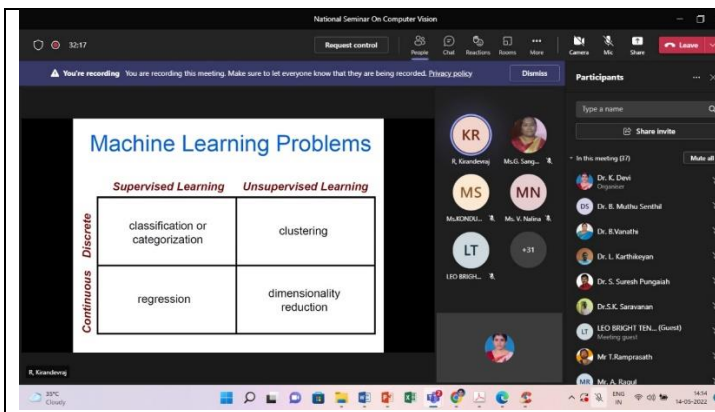 National Seminar On Computer Vision
32:17
Request control
People
Chat
Reactions
Rooms
More
Camera
Mic
Share
Leave
You're recording You are recording this meeting. Make sure to let everyone know that they are being recorded. Privacy policy
Dismiss
Participants
Type a name
Share invite
In this meeting (37)
Mute all
Dr. K. Devi
Organiser
DS
Dr. B. Muthu Senthil
Dr. B.Vanathi
Dr. L. Karthikeyan
Dr. S. Suresh Pungaiah
Dr.S.K. Saravanan
LT
LEO BRIGHT TEN... (Guest)
Meeting guest
Mr T.Ramprasath
MR
Mr. A. Ragul
Machine Learning Problems
Supervised Learning
Unsupervised Learning
Discrete
classification or
categorization
clustering
Continuous
regression
dimensionality
reduction
KR
R, Kirandevraj
Ms.G. Sang...
MS
Ms.KONDU...
MN
Ms. V. Nalina
LT
LEO BRIGH...
+31
R, Kirandevraj
33°C
Cloudy
ENG
IN
14:34
14-05-2022